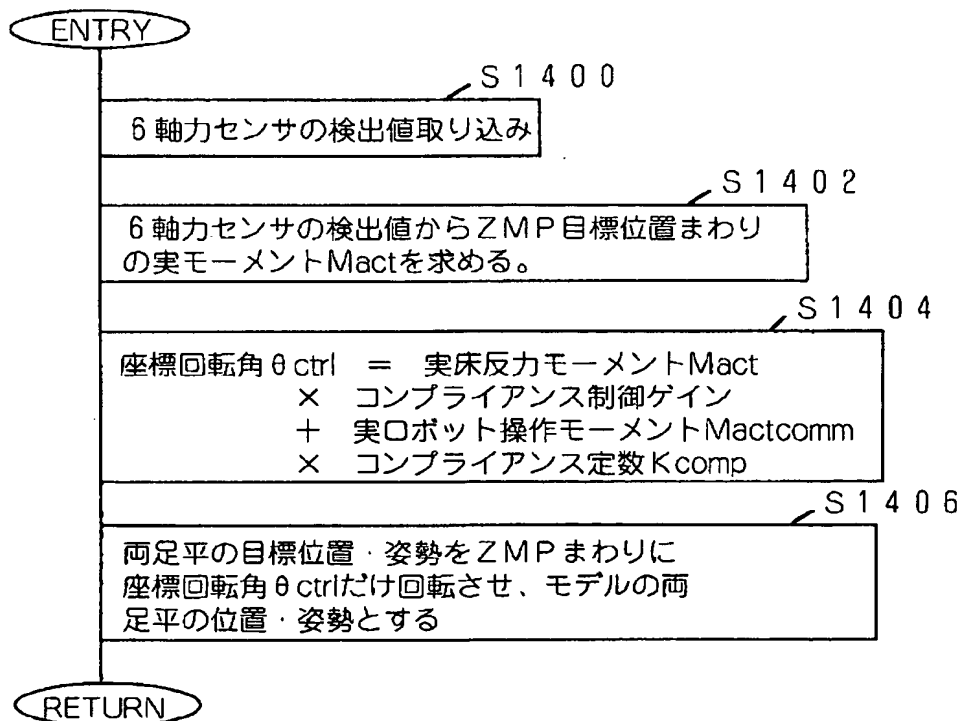 ENTRY
S1400
6軸力センサの検出値取り込み
S1402
6軸力センサの検出値からZMP目標位置まわり
の実モーメントMactを求める。
S1404
座標回転角θctrl = 実床反力モーメントMact
× コンプライアンス制御ゲイン
+ 実ロボット操作モーメントMactcomm
× コンプライアンス定数Kcomp
S1406
両足平の目標位置・姿勢をZMPまわりに
座標回転角θctrlだけ回転させ、モデルの両
足平の位置・姿勢とする
RETURN